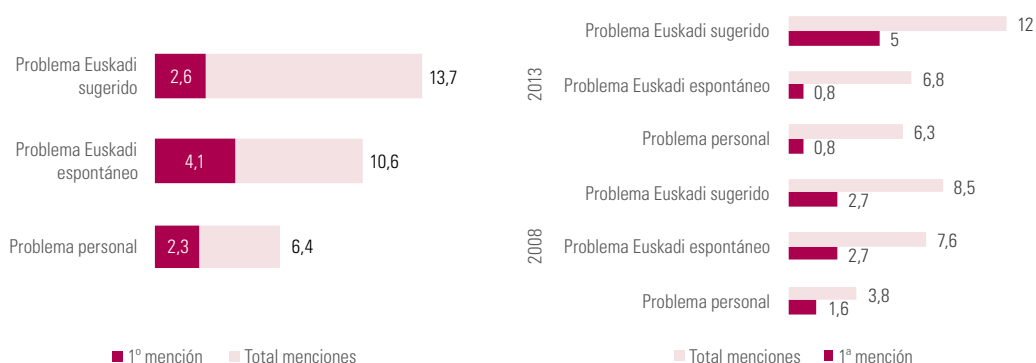 Problema Euskadi
sugerido
2,6
13,7
Problema Euskadi
espontáneo
4,1
10,6
Problema personal
2,3
6,4
1º mención
Total menciones
2013
Problema Euskadi sugerido
12
5
Problema Euskadi espontáneo
6,8
0,8
Problema personal
6,3
0,8
2008
Problema Euskadi sugerido
8,5
2,7
Problema Euskadi espontáneo
7,6
2,7
Problema personal
3,8
1,6
Total menciones
1ª mención